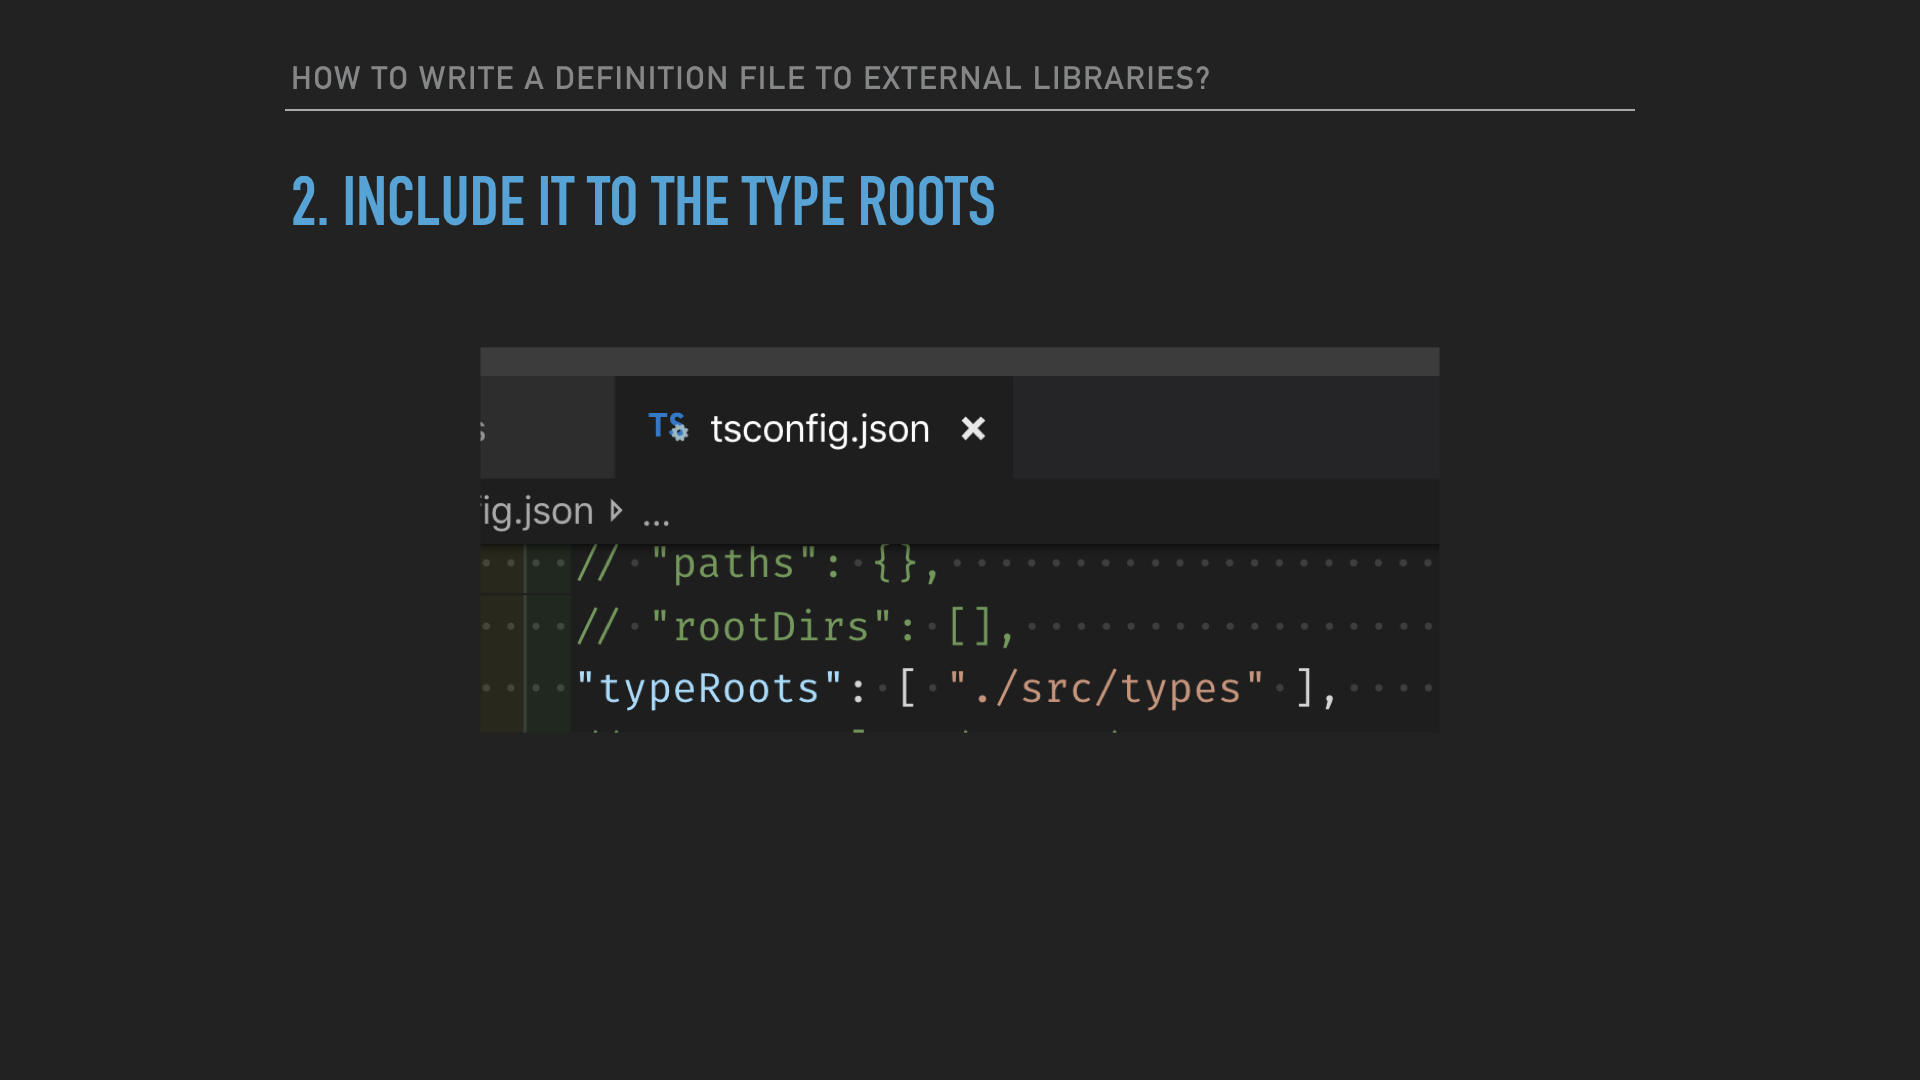 HOW TO WRITE A DEFINITION FILE TO EXTERNAL LIBRARIES?
2. INCLUDE IT TO THE TYPE ROOTS
TS tsconfig.json ×
ig.json ▷ ...
// "paths": {},
// "rootDirs": [],
"typeRoots": [ "./src/types" ],